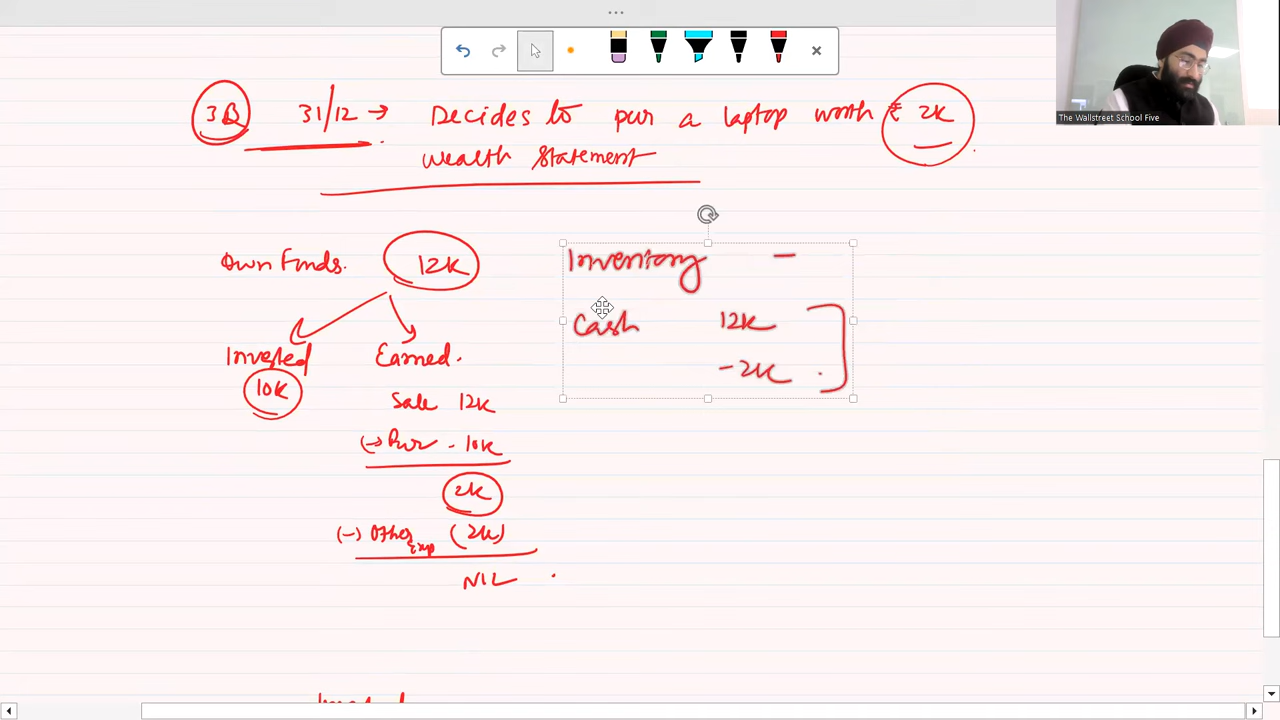 The Wallstreet School Five
3B 31/12 → Decides to pur a laptop worth ₹ 2K
Wealth Statement
Own Funds. 12K
Inventory –
Cash 12K
-2K
Invested Earned.
10K
Sale 12K
(-) Pur - 10K
2K
(-) Other Exp (2K)
NIL